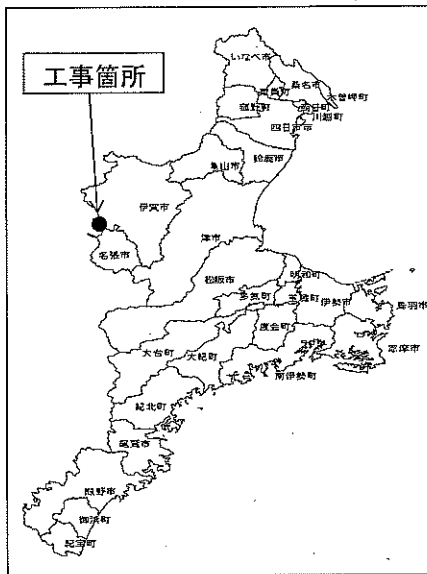 工事箇所
いなべ市
桑名市
東員町
木曽岬町
菰野町
朝日町
川越町
四日市市
鈴鹿市
亀山市
伊賀市
津市
名張市
松阪市
明和町
多気町
玉城町
伊勢市
鳥羽市
度会町
志摩市
大台町
大紀町
南伊勢町
紀北町
尾鷲市
熊野市
御浜町
紀宝町